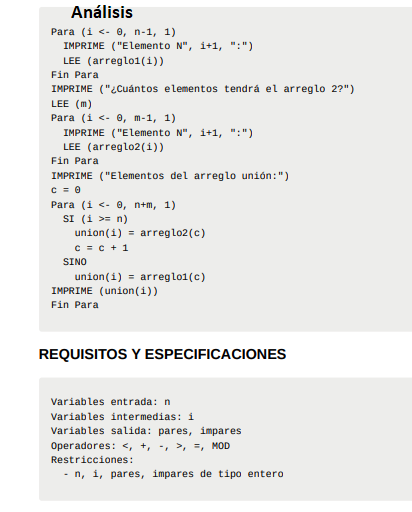 Análisis
Para (i <- 0, n-1, 1)
IMPRIME ("Elemento N", i+1, ":")
LEE (arreglo1(i))
Fin Para
IMPRIME ("¿Cuántos elementos tendrá el arreglo 2?")
LEE (m)
Para (i <- 0, m-1, 1)
IMPRIME ("Elemento N", i+1, ":")
LEE (arreglo2(i))
Fin Para
IMPRIME ("Elementos del arreglo unión:")
c = 0
Para (i <- 0, n+m, 1)
SI (i >= n)
union(i) = arreglo2(c)
c = c + 1
SINO
union(i) = arreglo1(c)
IMPRIME (union(i))
Fin Para
REQUISITOS Y ESPECIFICACIONES
Variables entrada: n
Variables intermedias: i
Variables salida: pares, impares
Operadores: <, +, -, >, =, MOD
Restricciones:
- n, i, pares, impares de tipo entero